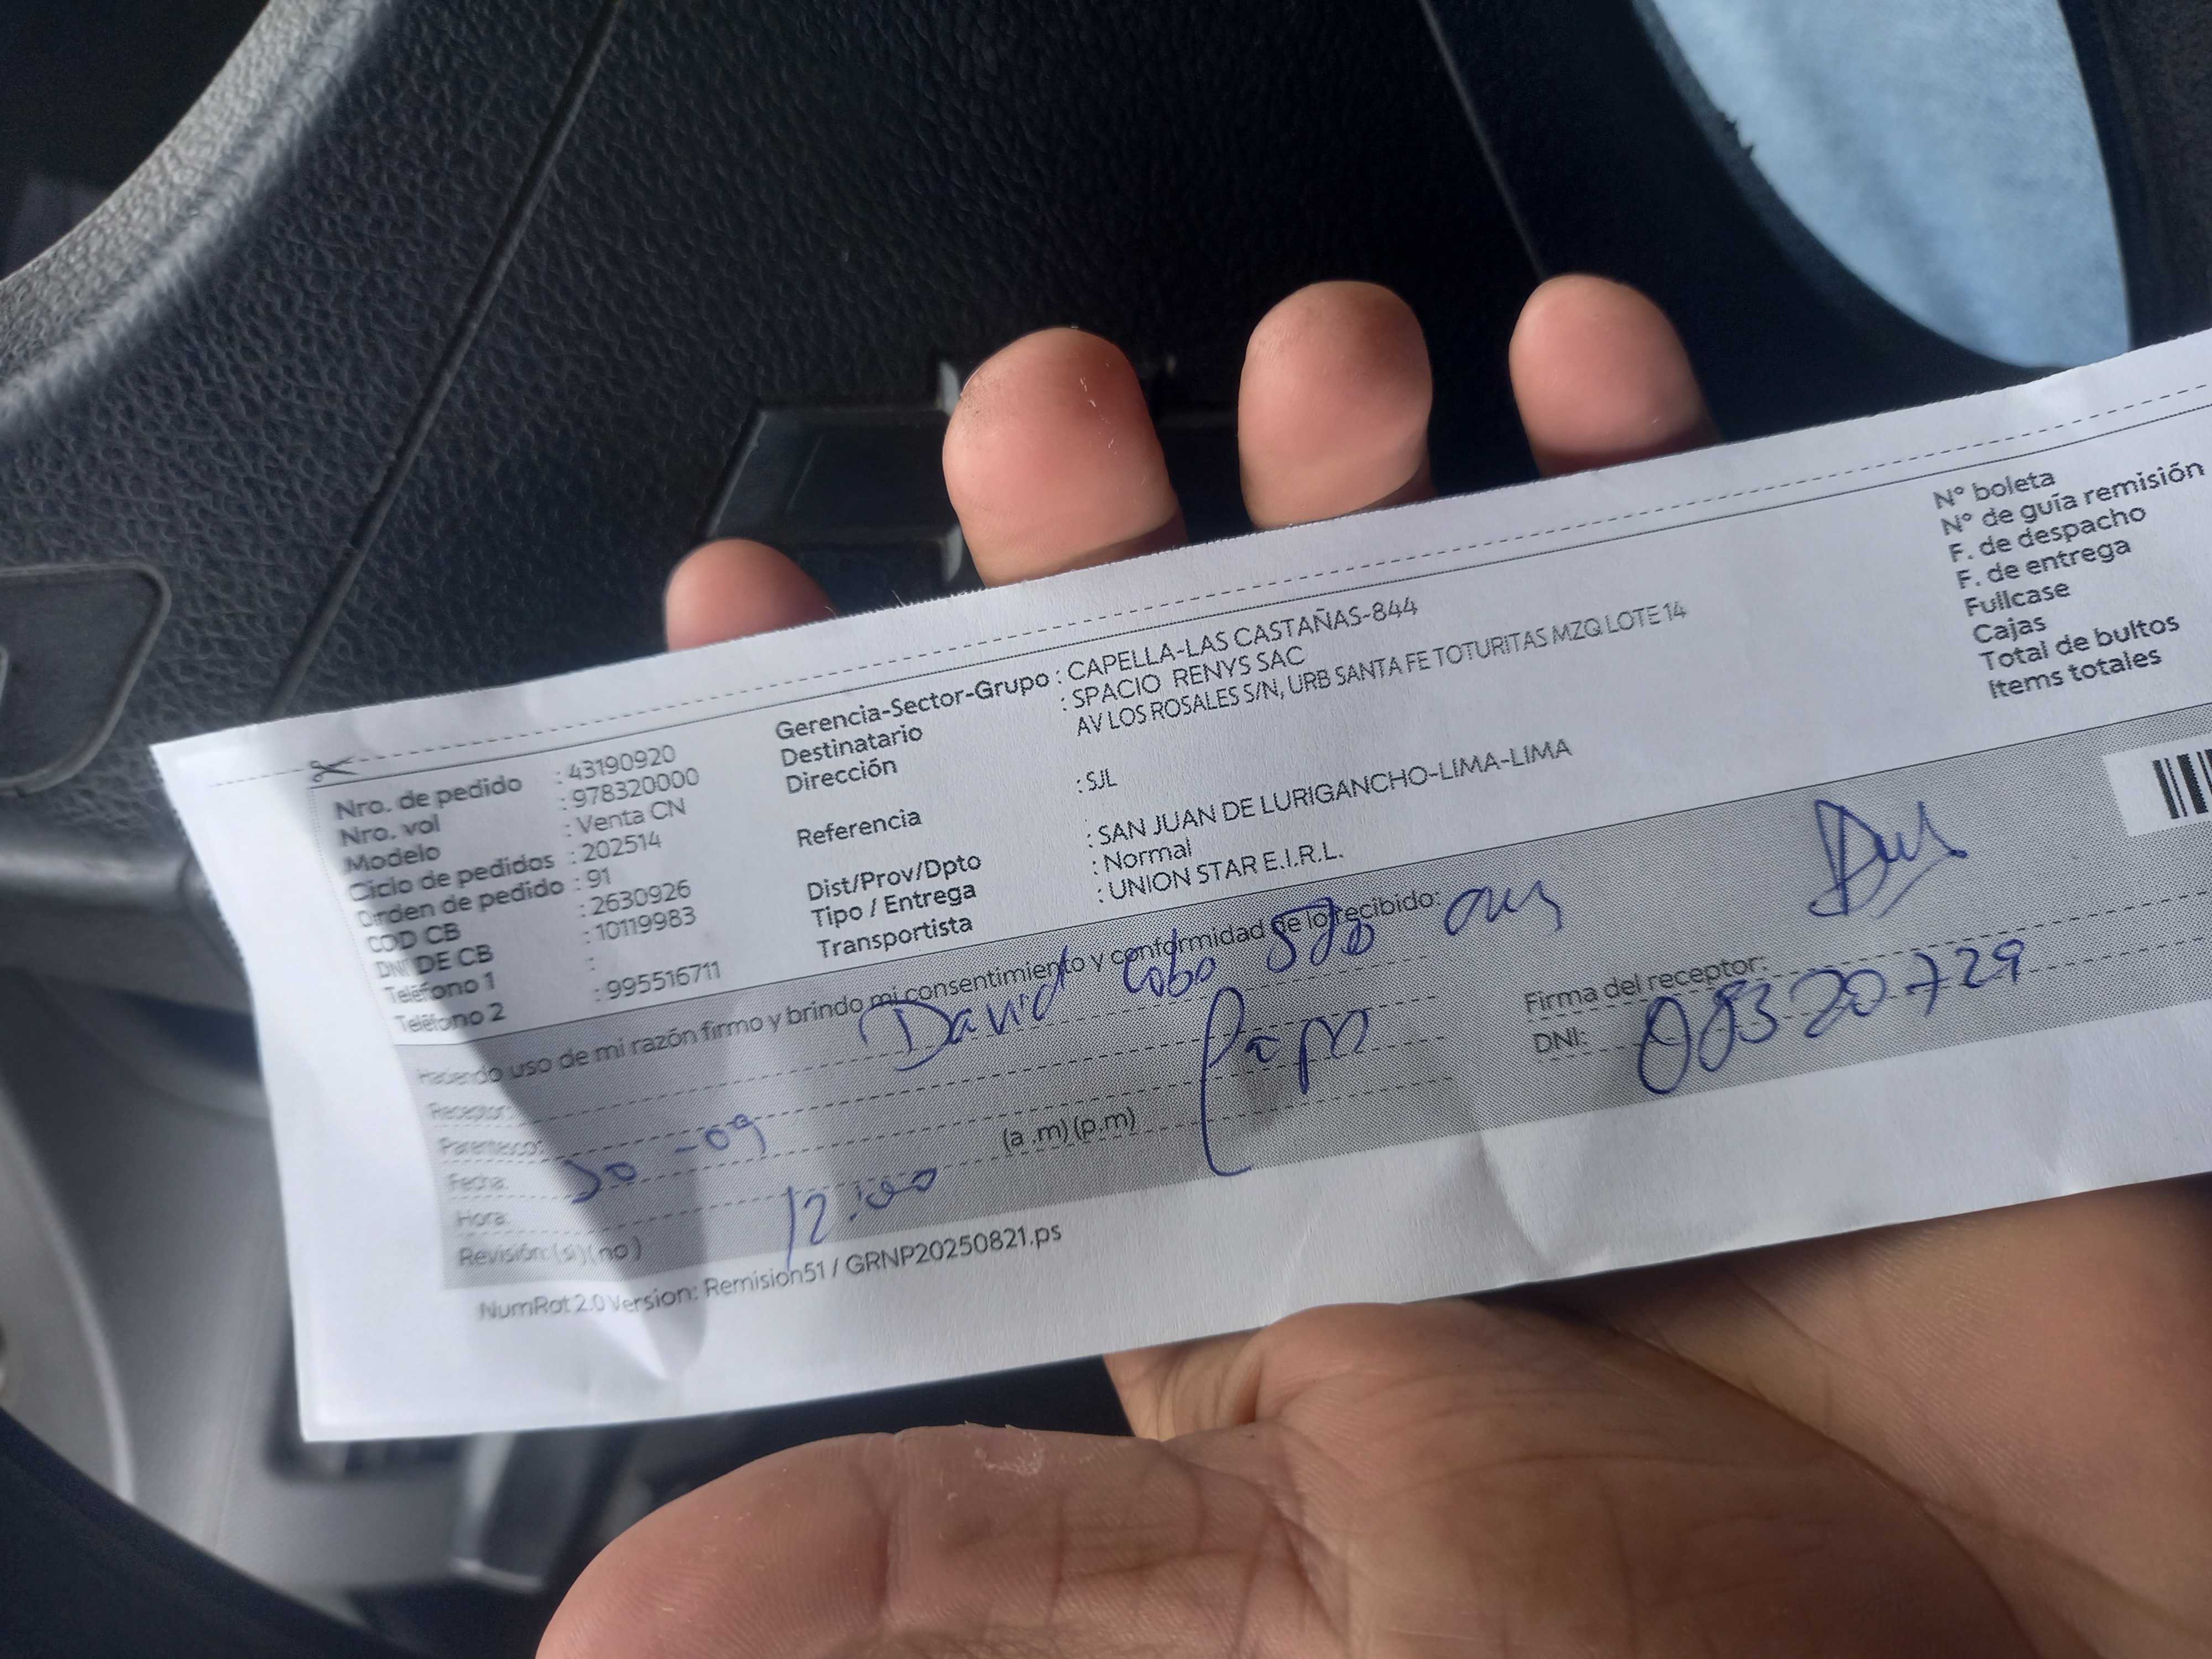 Nro. de pedido : 43190920
Nro. vol : 978320000
Modelo : Venta CN
Ciclo de pedidos : 202514
Orden de pedido : 91
COD CB : 2630926
DNI DE CB : 10119983
Teléfono 1 :
Teléfono 2 : 995516711
Gerencia-Sector-Grupo : CAPELLA-LAS CASTAÑAS-844
Destinatario : SPACIO RENYS SAC
Dirección AV LOS ROSALES S/N, URB SANTA FE TOTURITAS MZQ LOTE 14
Referencia : SJL
Dist/Prov/Dpto : SAN JUAN DE LURIGANCHO-LIMA-LIMA
Tipo / Entrega : Normal
Transportista : UNION STAR E.I.R.L.
N° boleta
N° de guía remisión
F. de despacho
F. de entrega
Fullcase
Cajas
Total de bultos
Items totales
Haciendo uso de mi razón firmo y brindo mi consentimiento y conformidad de lo recibido:
Receptor: David
Parentesco:
Fecha: -09
Hora: 12:00 (a .m) (p.m)
Revisión: (si) (no)
Firma del receptor:
DNI: 08320729
NumRot 2.0 Version: Remision51 / GRNP20250821.ps